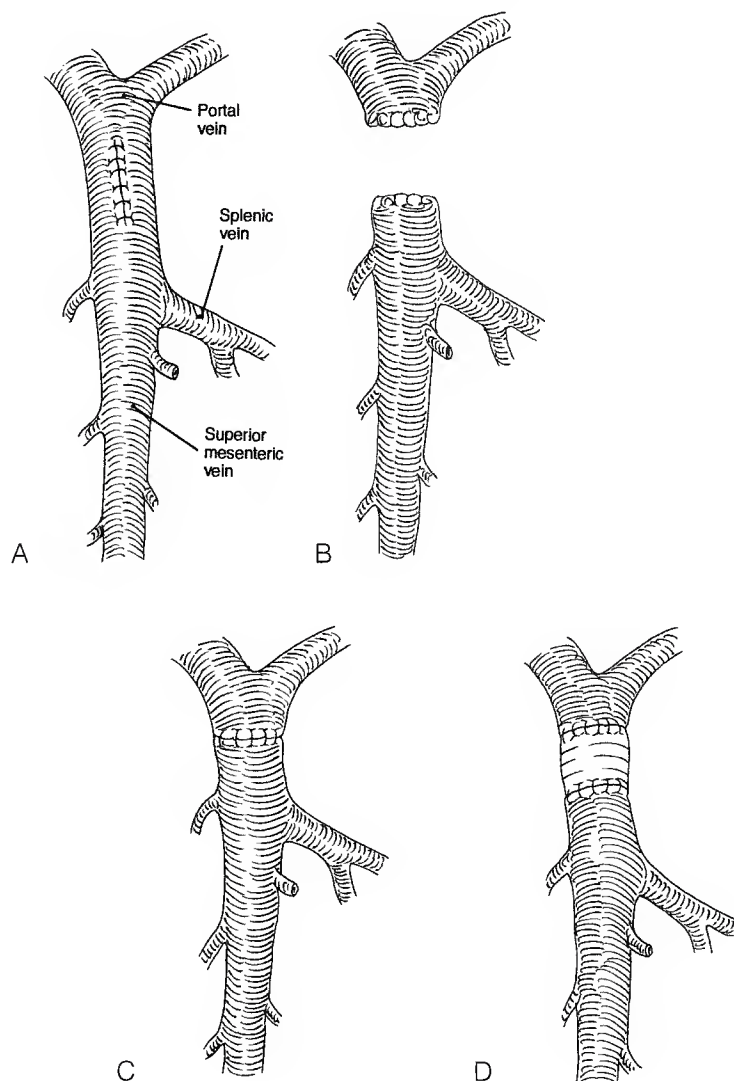 Portal
vein
Splenic
vein
Superior
mesenteric
vein
A
B
C
D